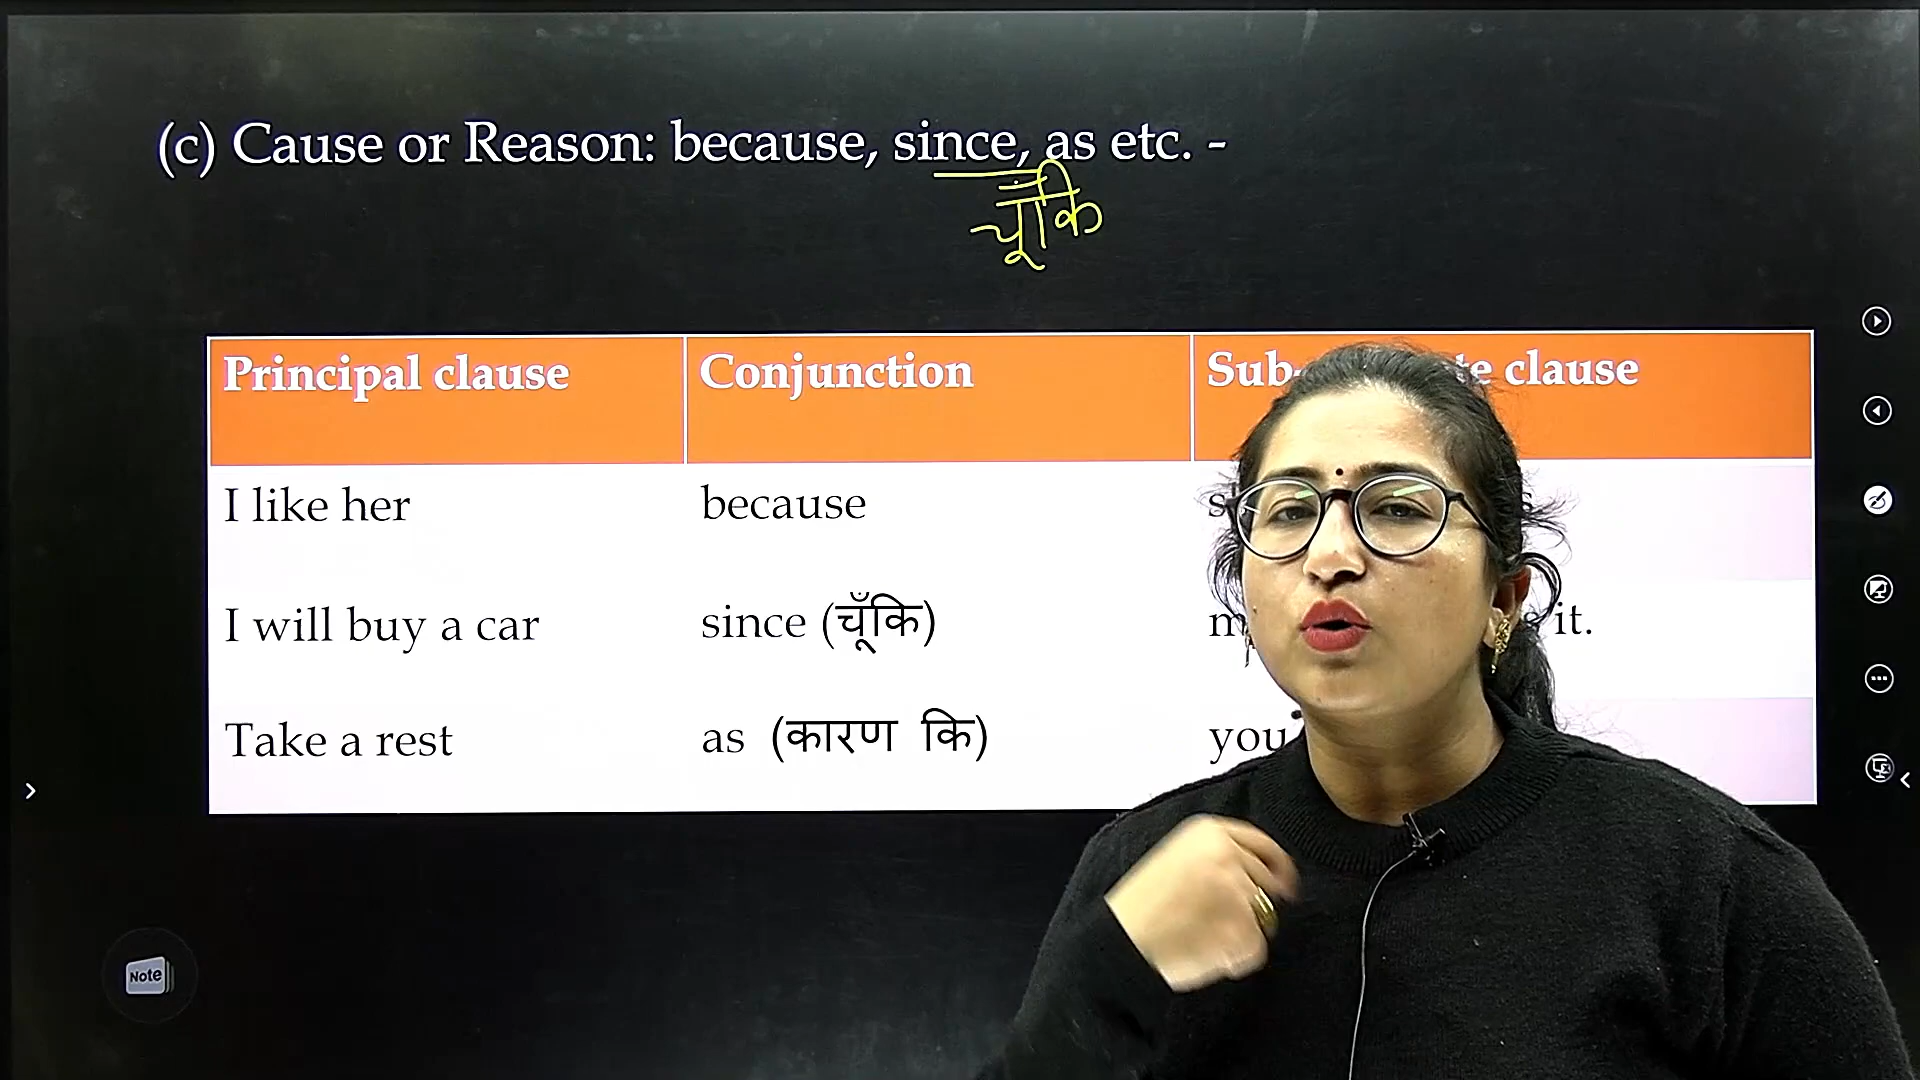 (c) Cause or Reason: because, since, as etc. -
चूँकि
Principal clause Conjunction clause
I like her because
I will buy a car since (चूँकि) it.
Take a rest as (कारण कि) you
Note